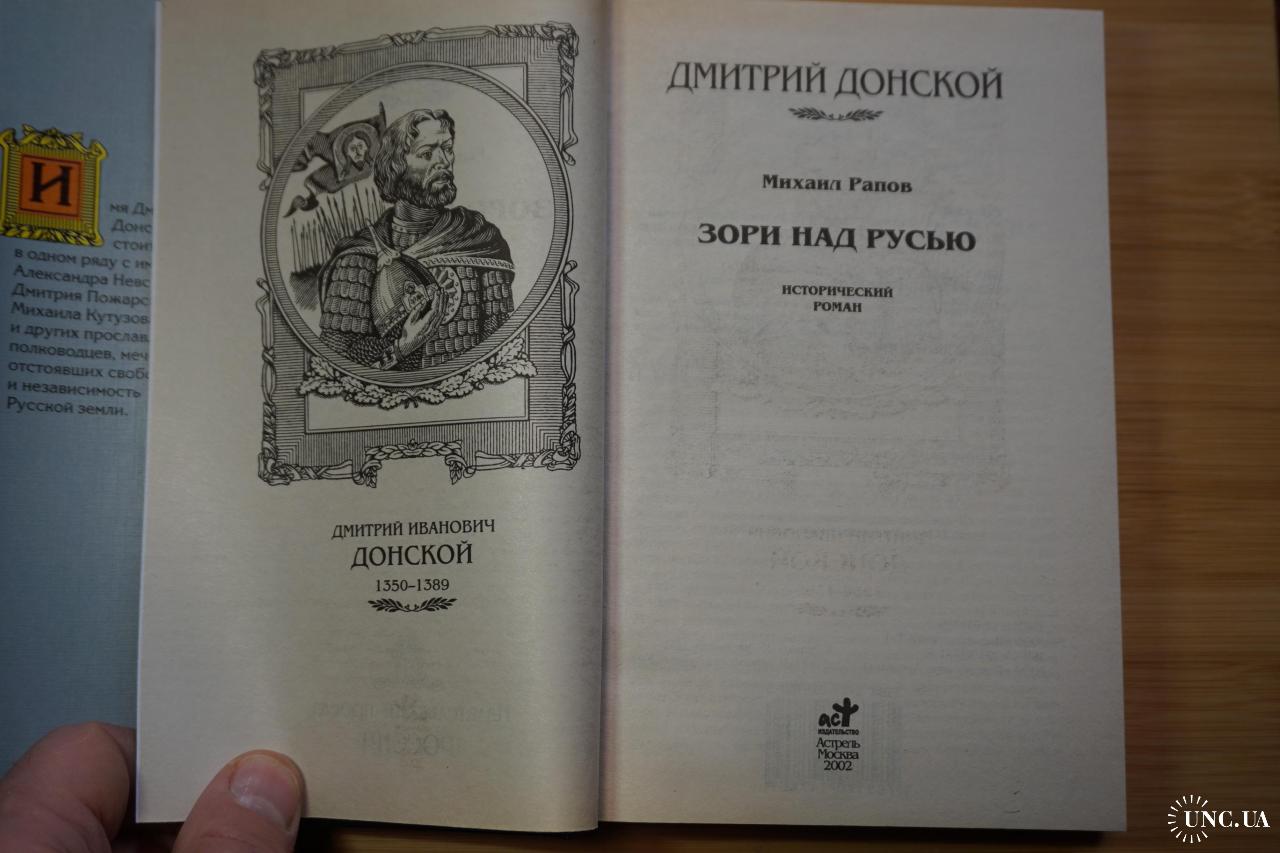 И
мя Дм
Донс
стои
в одном ряду с им
Александра Невс
Дмитрия Пожарс
Михаила Кутузов
и других прослав
полководцев, меч
отстоявших свобо
и независимость
Русской земли.
ДМИТРИЙ ИВАНОВИЧ
ДОНСКОЙ
1350–1389
ДМИТРИЙ ДОНСКОЙ
Михаил Рапов
ЗОРИ НАД РУСЬЮ
ИСТОРИЧЕСКИЙ
РОМАН
аст
ИЗДАТЕЛЬСТВО
Астрель
Москва
2002
UNC.UA